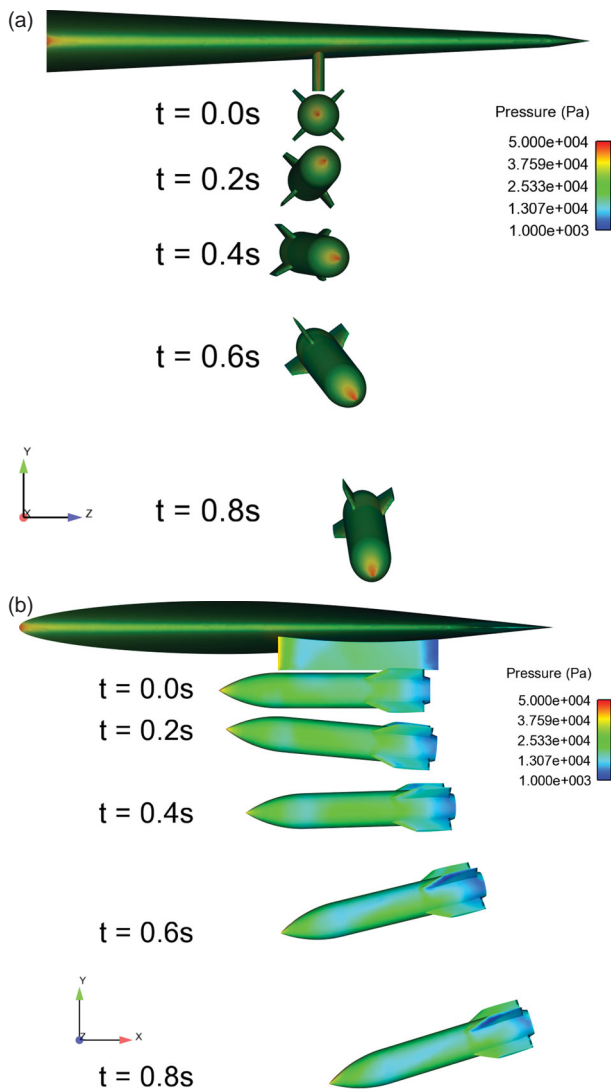 (a)
t = 0.0s
Pressure (Pa)
5.000e+004
3.759e+004
2.533e+004
1.307e+004
1.000e+003
t = 0.2s
t = 0.4s
t = 0.6s
Y
X
Z
t = 0.8s
(b)
t = 0.0s
Pressure (Pa)
5.000e+004
3.759e+004
2.533e+004
1.307e+004
1.000e+003
t = 0.2s
t = 0.4s
t = 0.6s
Y
Z
X
t = 0.8s